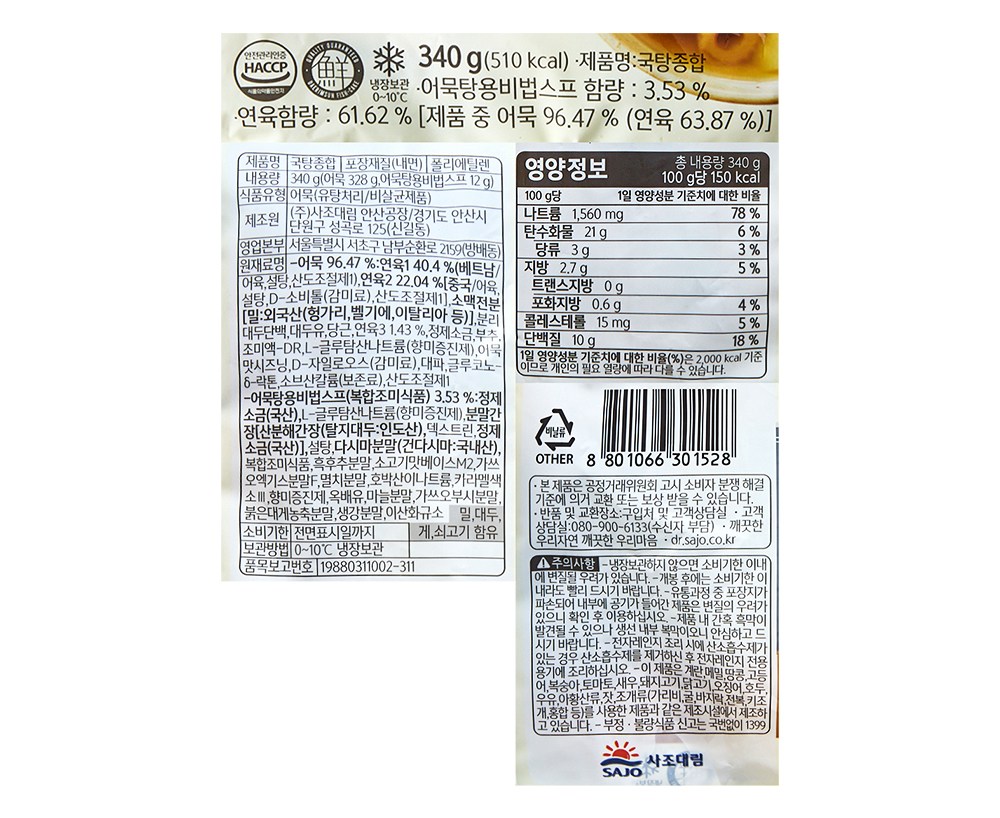 안전관리인증
HACCP
식품의약품안전처
QUALITY GUARANTEED
鮮
냉장보관
0~10℃
340 g(510 kcal) ·제품명:국탕종합
·어묵탕용비법스프 함량 : 3.53 %
·연육함량 : 61.62 % [제품 중 어묵 96.47 % (연육 63.87 %)]
제품명 국탕종합 포장재질(내면) 폴리에틸렌
내용량 340 g(어묵 328 g,어묵탕용비법스프 12 g)
식품유형 어묵(유탕처리/비살균제품)
제조원 (주)사조대림 안산공장/경기도 안산시
단원구 성곡로 125(신길동)
영업본부 서울특별시 서초구 남부순환로 2159(방배동)
원재료명 –어묵 96.47 %:연육1 40.4 %(베트남/
어육,설탕,산도조절제1),연육2 22.04 %[중국/어육,
설탕,D-소비톨(감미료),산도조절제1],소맥전분
[밀:외국산(헝가리,벨기에,이탈리아 등)],분리
대두단백,대두유,당근,연육3 1.43 %,정제소금,부추,
조미액-DR,L-글루탐산나트륨(향미증진제),어묵
맛시즈닝,D-자일로오스(감미료),대파,글루코노-
δ-락톤,소브산칼륨(보존료),산도조절제1
–어묵탕용비법스프(복합조미식품) 3.53 %:정제
소금(국산),L-글루탐산나트륨(향미증진제),분말간
장[산분해간장(탈지대두:인도산),덱스트린,정제
소금(국산)],설탕,다시마분말(건다시마:국내산),
복합조미식품,흑후추분말,소고기맛베이스M2,가쓰
오엑기스분말F,멸치분말,호박산이나트륨,카라멜색
소Ⅲ,향미증진제,옥배유,마늘분말,가쓰오부시분말,
붉은대게농축분말,생강분말,이산화규소 밀,대두,
소비기한 전면표시일까지 게,쇠고기 함유
보관방법 0~10℃ 냉장보관
품목보고번호 19880311002-311
영양정보 총 내용량 340 g
100 g당 150 kcal
100 g당 1일 영양성분 기준치에 대한 비율
나트륨 1,560 mg 78 %
탄수화물 21 g 6 %
당류 3 g 3 %
지방 2.7 g 5 %
트랜스지방 0 g
포화지방 0.6 g 4 %
콜레스테롤 15 mg 5 %
단백질 10 g 18 %
1일 영양성분 기준치에 대한 비율(%)은 2,000 kcal 기준
이므로 개인의 필요 열량에 따라 다를 수 있습니다.
비닐류
OTHER
8 801066 301528
· 본 제품은 공정거래위원회 고시 소비자 분쟁 해결
기준에 의거 교환 또는 보상 받을 수 있습니다.
· 반품 및 교환장소:구입처 및 고객상담실 · 고객
상담실:080-900-6133(수신자 부담) · 깨끗한
우리자연 깨끗한 우리마음 · dr.sajo.co.kr
주의사항 –냉장보관하지 않으면 소비기한 이내
에 변질될 우려가 있습니다. –개봉 후에는 소비기한 이
내라도 빨리 드시기 바랍니다. –유통과정 중 포장지가
파손되어 내부에 공기가 들어간 제품은 변질의 우려가
있으니 확인 후 이용하십시오. –제품 내 간혹 흑막이
발견될 수 있으나 생선 내부 복막이오니 안심하고 드
시기 바랍니다. –전자레인지 조리 시에 산소흡수제가
있는 경우 산소흡수제를 제거하신 후 전자레인지 전용
용기에 조리하십시오. –이 제품은 계란,메밀,땅콩,고등
어,복숭아,토마토,새우,돼지고기,닭고기,오징어,호두,
우유,아황산류,잣,조개류(가리비,굴,바지락,전복,키조
개,홍합 등)를 사용한 제품과 같은 제조시설에서 제조하
고 있습니다. –부정 · 불량식품 신고는 국번없이 1399
SAJO 사조대림